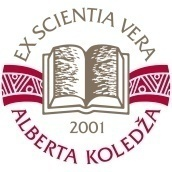 EX SCIENTIA VERA
2001
ALBERTA KOLEDŽA